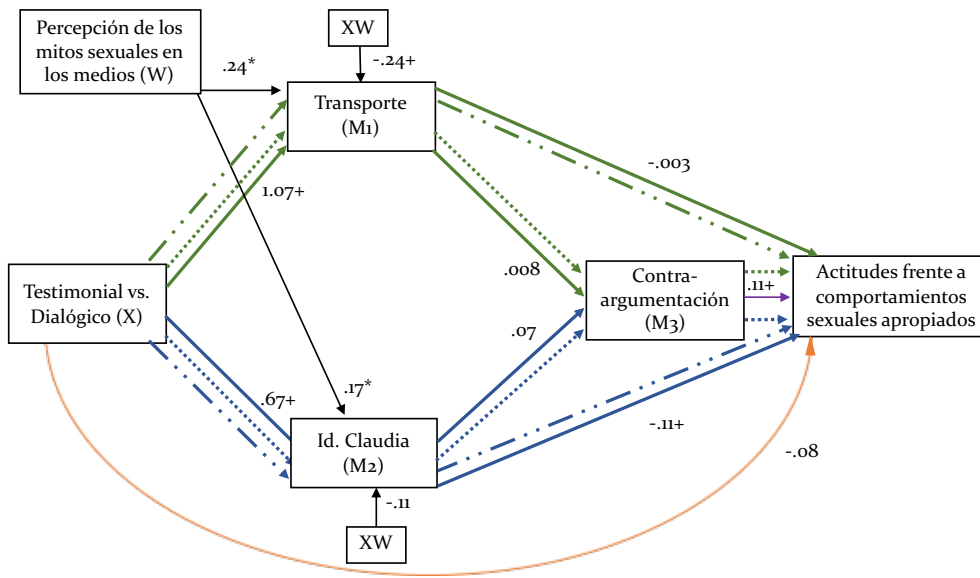 Percepción de los
mitos sexuales en
los medios (W)
.24*
XW
-.24+
Transporte
(M1)
1.07+
-.003
.008
Testimonial vs.
Dialógico (X)
Contra-
argumentación
(M3)
.11+
Actitudes frente a
comportamientos
sexuales apropiados
.07
.67+
.17*
Id. Claudia
(M2)
-.11+
-.08
-.11
XW